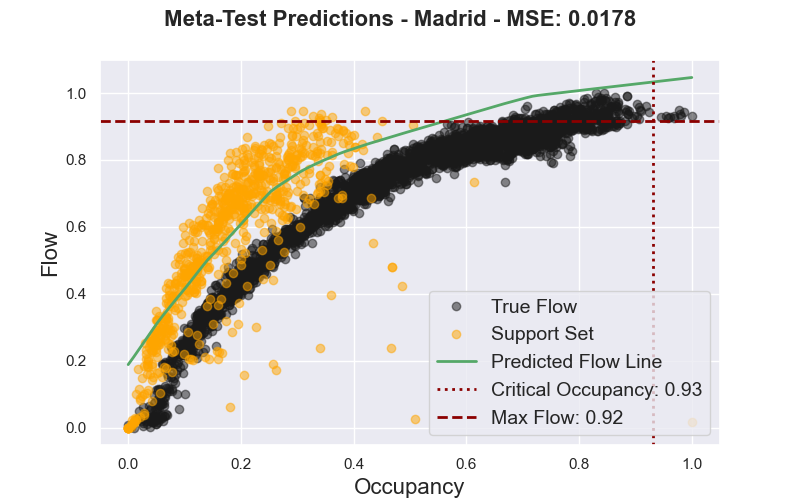 Meta-Test Predictions - Madrid - MSE: 0.0178
1.0
0.8
0.6
0.4
0.2
0.0
Flow
True Flow
Support Set
Predicted Flow Line
Critical Occupancy: 0.93
Max Flow: 0.92
0.0 0.2 0.4 0.6 0.8 1.0
Occupancy